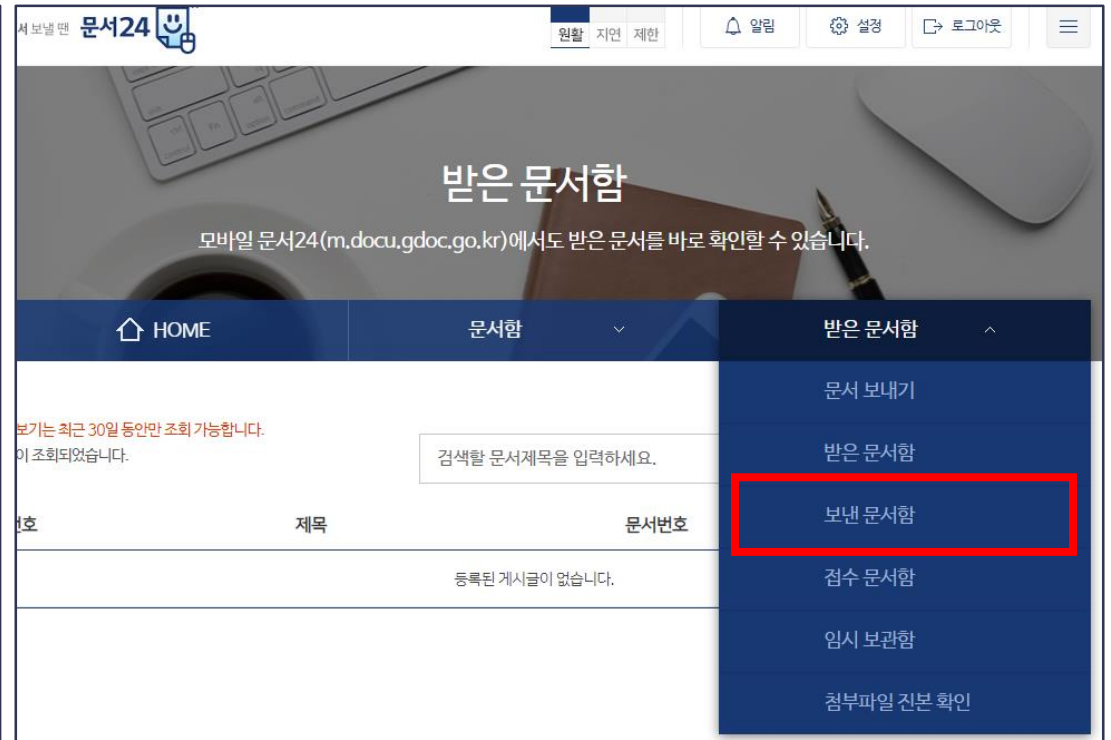 서 보낼 땐 문서24
원활 지연 제한
알림
설정
로그아웃
받은 문서함
모바일 문서24(m.docu.gdoc.go.kr)에서도 받은 문서를 바로 확인할 수 있습니다.
HOME
문서함
받은 문서함
문서 보내기
받은 문서함
보낸 문서함
접수 문서함
임시 보관함
첨부파일 진본 확인
보기는 최근 30일 동안만 조회 가능합니다.
이 조회되었습니다.
검색할 문서제목을 입력하세요.
번호 제목 문서번호
등록된 게시글이 없습니다.